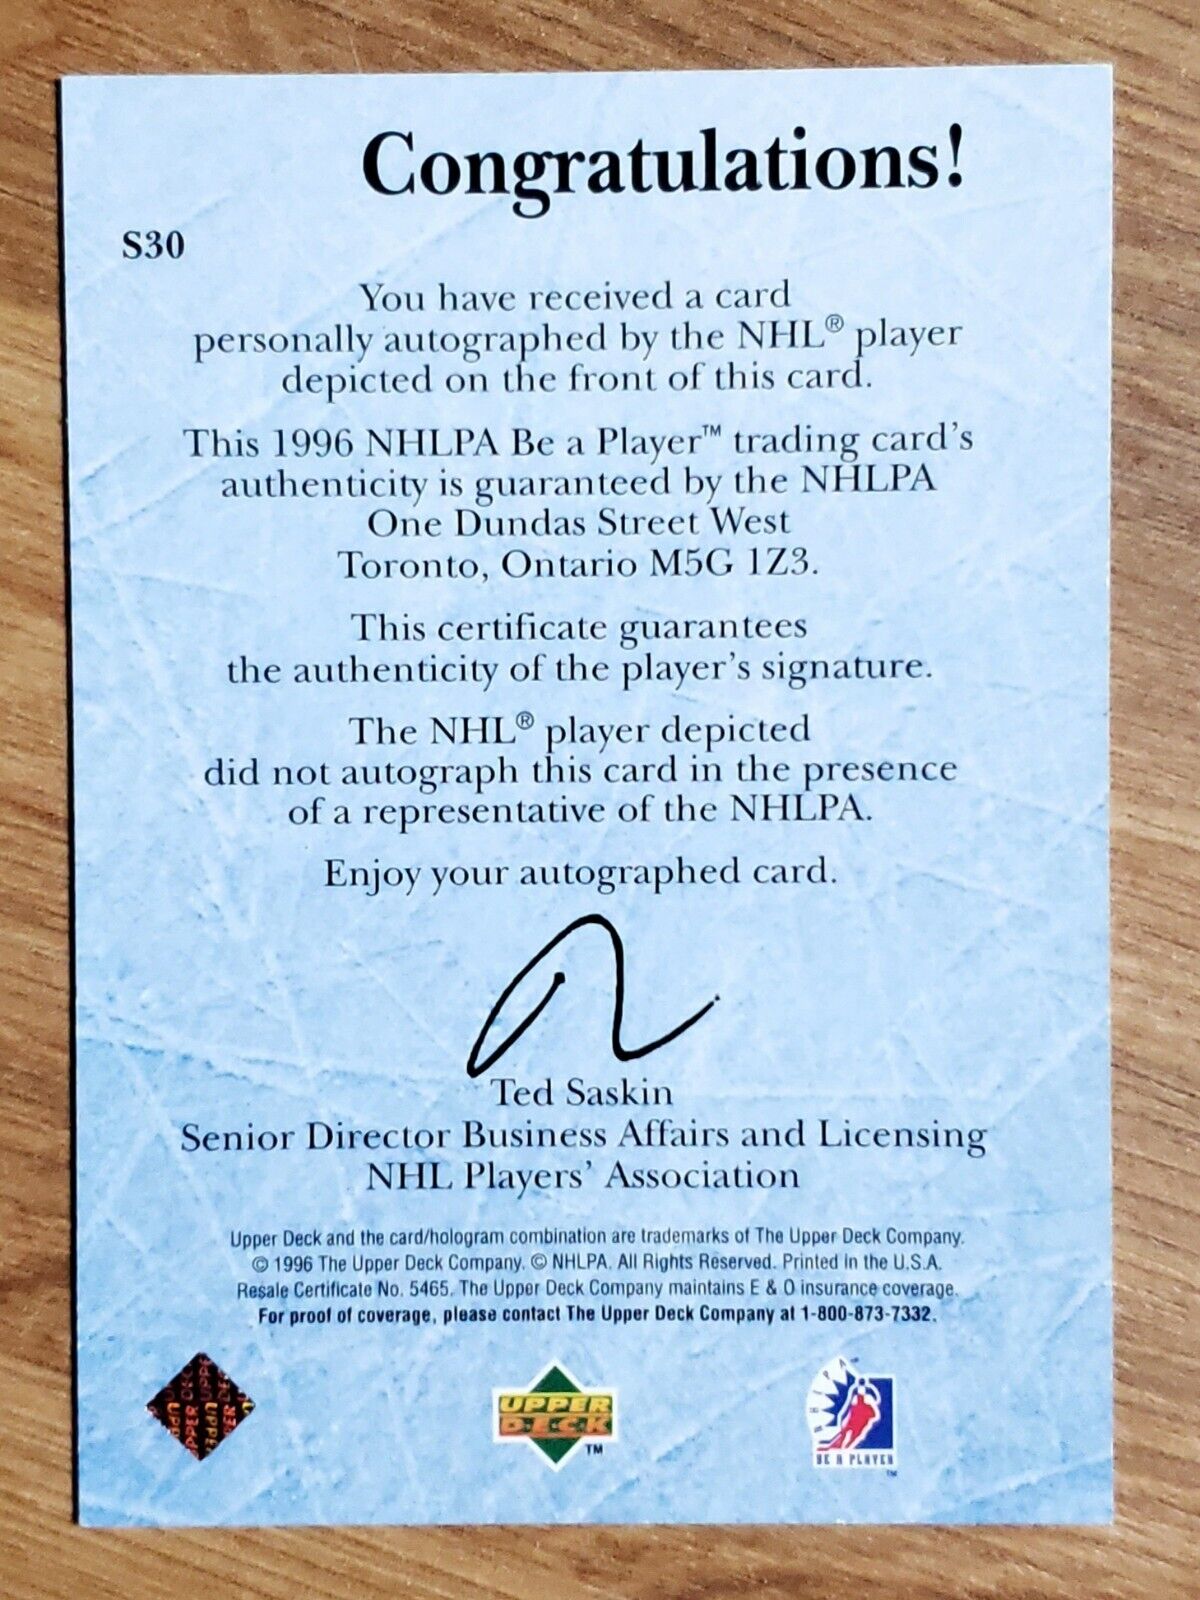 Congratulations!
S30
You have received a card
personally autographed by the NHL® player
depicted on the front of this card.
This 1996 NHLPA Be a Player™ trading card's
authenticity is guaranteed by the NHLPA
One Dundas Street West
Toronto, Ontario M5G 1Z3.
This certificate guarantees
the authenticity of the player's signature.
The NHL® player depicted
did not autograph this card in the presence
of a representative of the NHLPA.
Enjoy your autographed card.
Ted Saskin
Senior Director Business Affairs and Licensing
NHL Players' Association
Upper Deck and the card/hologram combination are trademarks of The Upper Deck Company.
© 1996 The Upper Deck Company. © NHLPA. All Rights Reserved. Printed in the U.S.A.
Resale Certificate No. 5465. The Upper Deck Company maintains E & O insurance coverage.
For proof of coverage, please contact The Upper Deck Company at 1-800-873-7332.
UPPER
DECK
TM
NHLPA
BE A PLAYER
TM